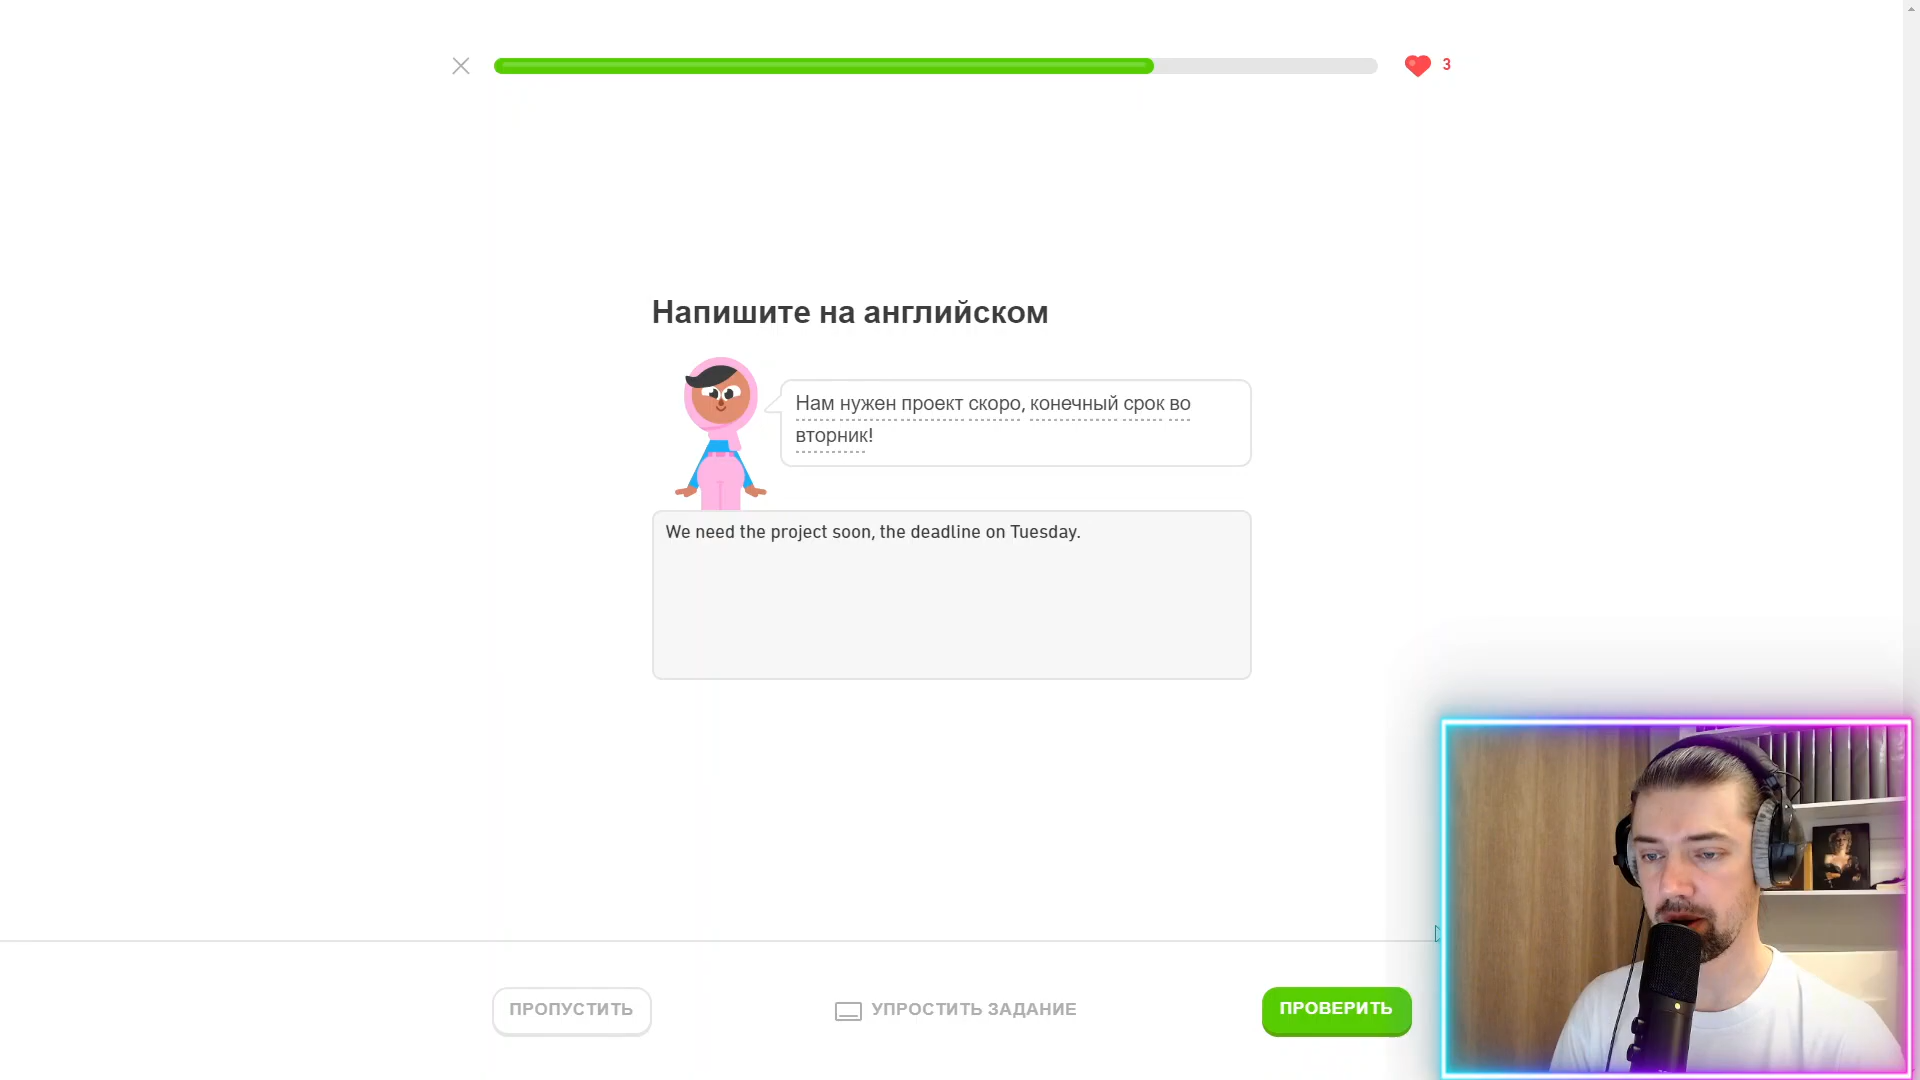 3
Напишите на английском
Нам нужен проект скоро, конечный срок во
вторник!
We need the project soon, the deadline on Tuesday.
ПРОПУСТИТЬ
УПРОСТИТЬ ЗАДАНИЕ
ПРОВЕРИТЬ